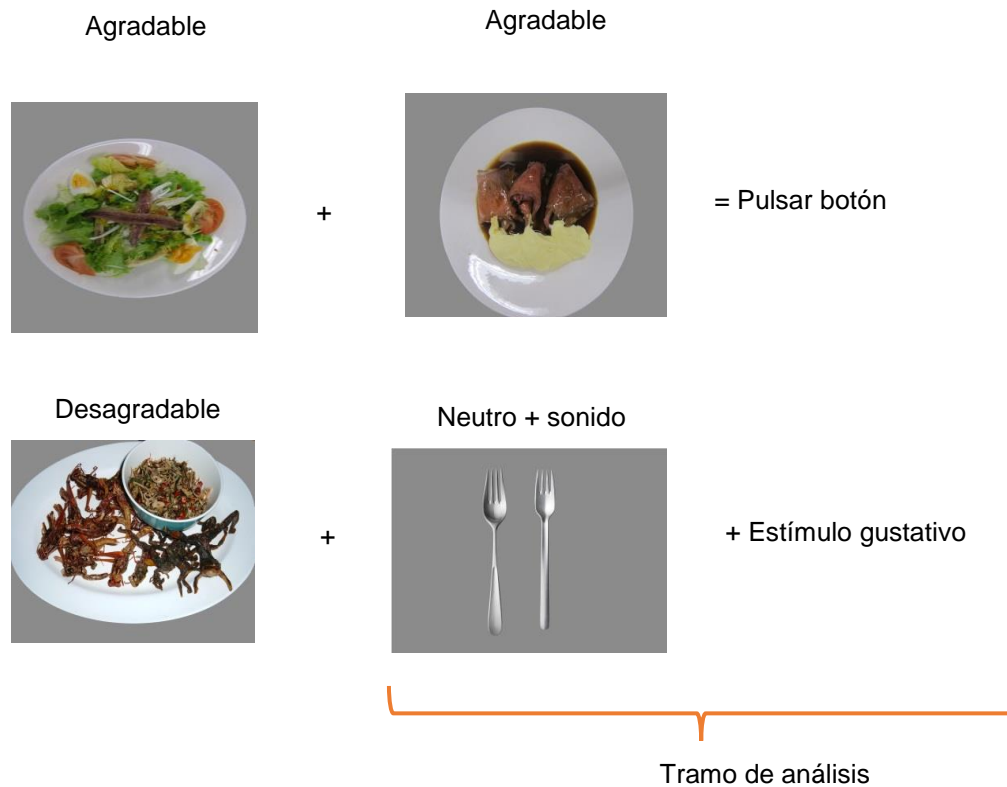 Agradable
Agradable
+
= Pulsar botón
Desagradable
Neutro + sonido
+
+ Estímulo gustativo
Tramo de análisis